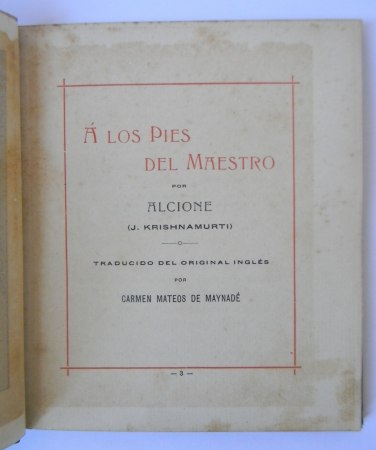 Á LOS PIES
DEL MAESTRO
POR
ALCIONE
(J. KRISHNAMURTI)
TRADUCIDO DEL ORIGINAL INGLÉS
POR
CARMEN MATEOS DE MAYNADÉ
— 3 —